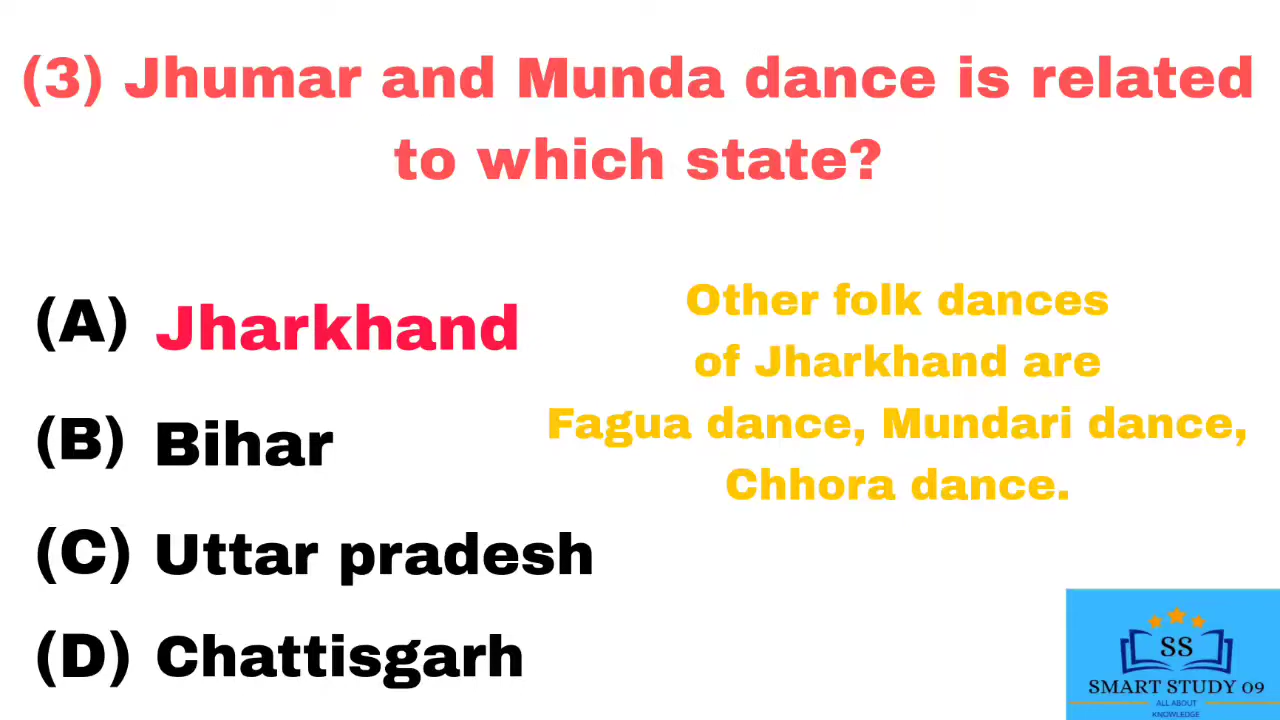 (3) Jhumar and Munda dance is related
to which state?
(A) Jharkhand
(B) Bihar
(C) Uttar pradesh
(D) Chattisgarh
Other folk dances
of Jharkhand are
Fagua dance, Mundari dance,
Chhora dance.
SS
SMART STUDY 09
ALL ABOUT
KNOWLEDGE